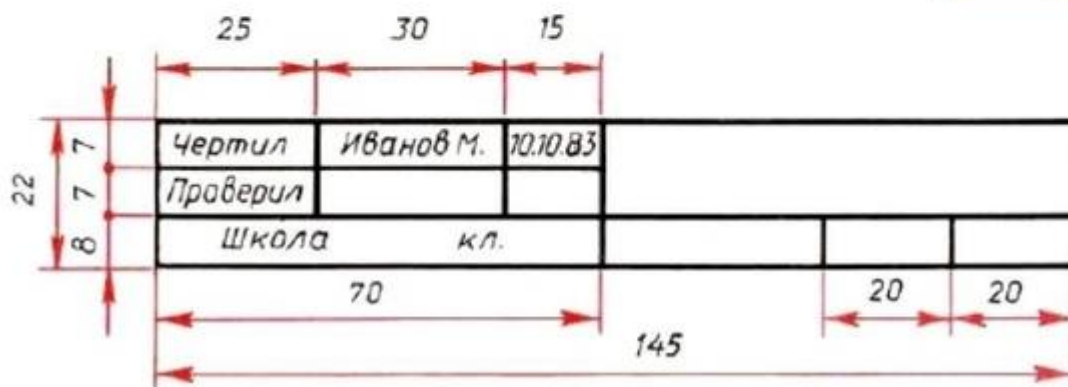 25 30 15
7 Чертил Иванов М. 10.10.83
22 7 Проверил
8 Школа кл.
70 20 20
145